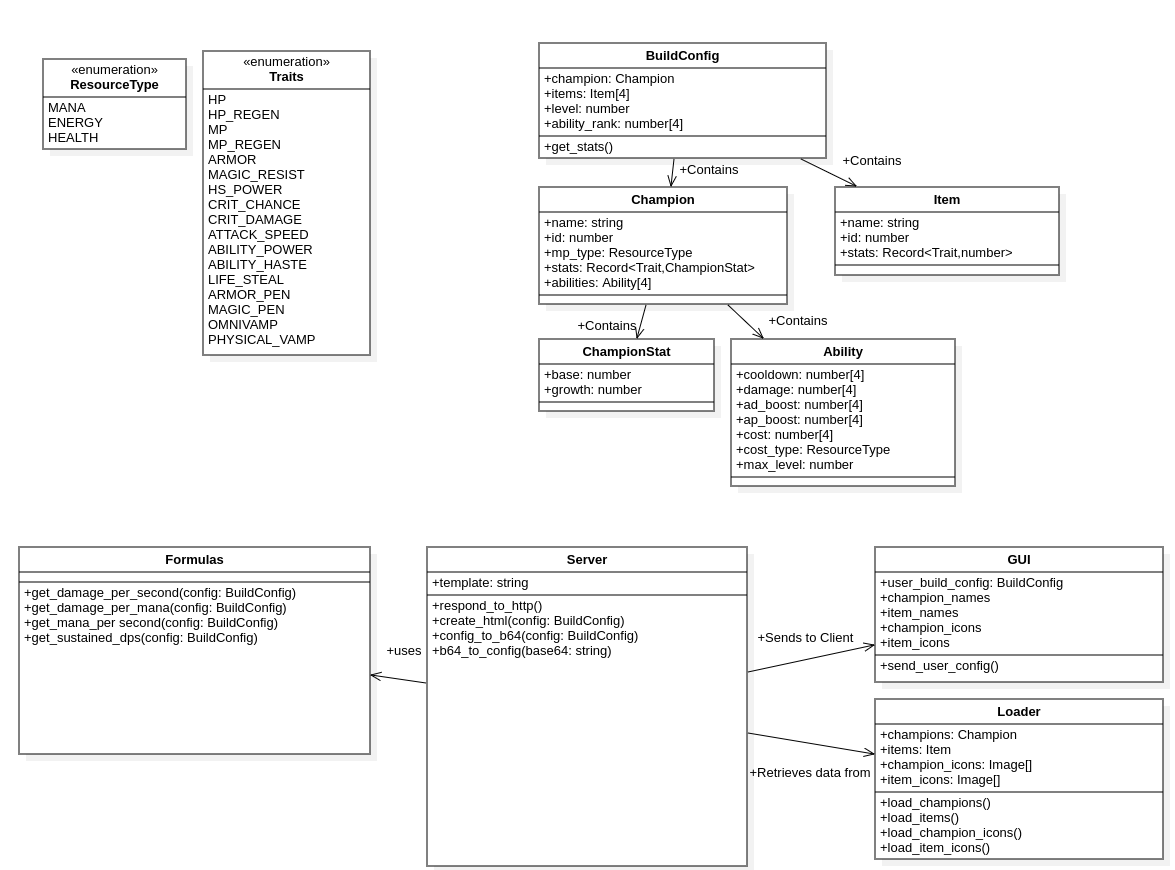 «enumeration»
ResourceType
MANA
ENERGY
HEALTH
«enumeration»
Traits
HP
HP_REGEN
MP
MP_REGEN
ARMOR
MAGIC_RESIST
HS_POWER
CRIT_CHANCE
CRIT_DAMAGE
ATTACK_SPEED
ABILITY_POWER
ABILITY_HASTE
LIFE_STEAL
ARMOR_PEN
MAGIC_PEN
OMNIVAMP
PHYSICAL_VAMP
BuildConfig
+champion: Champion
+items: Item[4]
+level: number
+ability_rank: number[4]
+get_stats()
+Contains
+Contains
Champion
+name: string
+id: number
+mp_type: ResourceType
+stats: Record<Trait,ChampionStat>
+abilities: Ability[4]
Item
+name: string
+id: number
+stats: Record<Trait,number>
+Contains
+Contains
ChampionStat
+base: number
+growth: number
Ability
+cooldown: number[4]
+damage: number[4]
+ad_boost: number[4]
+ap_boost: number[4]
+cost: number[4]
+cost_type: ResourceType
+max_level: number
Formulas
+get_damage_per_second(config: BuildConfig)
+get_damage_per_mana(config: BuildConfig)
+get_mana_per second(config: BuildConfig)
+get_sustained_dps(config: BuildConfig)
+uses
Server
+template: string
+respond_to_http()
+create_html(config: BuildConfig)
+config_to_b64(config: BuildConfig)
+b64_to_config(base64: string)
+Sends to Client
+Retrieves data from
GUI
+user_build_config: BuildConfig
+champion_names
+item_names
+champion_icons
+item_icons
+send_user_config()
Loader
+champions: Champion
+items: Item
+champion_icons: Image[]
+item_icons: Image[]
+load_champions()
+load_items()
+load_champion_icons()
+load_item_icons()